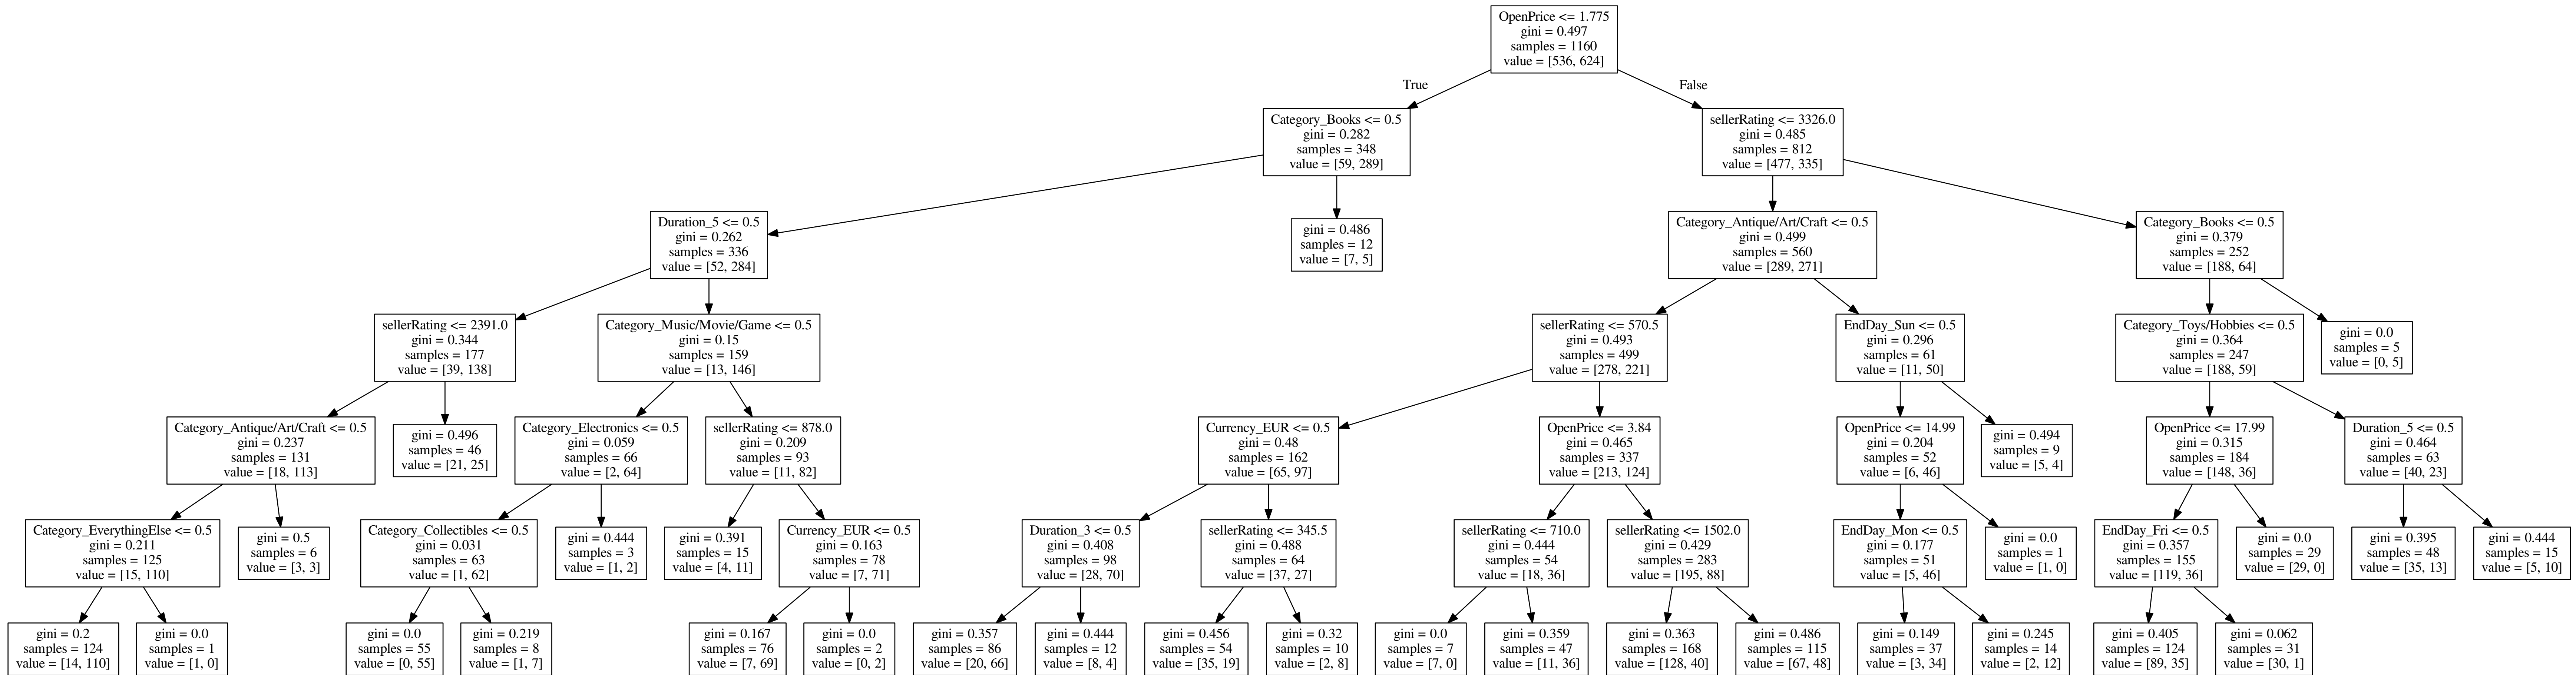 OpenPrice <= 1.775
gini = 0.497
samples = 1160
value = [536, 624]
True
False
Category_Books <= 0.5
gini = 0.282
samples = 348
value = [59, 289]
sellerRating <= 3326.0
gini = 0.485
samples = 812
value = [477, 335]
Duration_5 <= 0.5
gini = 0.262
samples = 336
value = [52, 284]
gini = 0.486
samples = 12
value = [7, 5]
Category_Antique/Art/Craft <= 0.5
gini = 0.499
samples = 560
value = [289, 271]
Category_Books <= 0.5
gini = 0.379
samples = 252
value = [188, 64]
sellerRating <= 2391.0
gini = 0.344
samples = 177
value = [39, 138]
Category_Music/Movie/Game <= 0.5
gini = 0.15
samples = 159
value = [13, 146]
sellerRating <= 570.5
gini = 0.493
samples = 499
value = [278, 221]
EndDay_Sun <= 0.5
gini = 0.296
samples = 61
value = [11, 50]
Category_Toys/Hobbies <= 0.5
gini = 0.364
samples = 247
value = [188, 59]
gini = 0.0
samples = 5
value = [0, 5]
Category_Antique/Art/Craft <= 0.5
gini = 0.237
samples = 131
value = [18, 113]
gini = 0.496
samples = 46
value = [21, 25]
Category_Electronics <= 0.5
gini = 0.059
samples = 66
value = [2, 64]
sellerRating <= 878.0
gini = 0.209
samples = 93
value = [11, 82]
Currency_EUR <= 0.5
gini = 0.48
samples = 162
value = [65, 97]
OpenPrice <= 3.84
gini = 0.465
samples = 337
value = [213, 124]
OpenPrice <= 14.99
gini = 0.204
samples = 52
value = [6, 46]
gini = 0.494
samples = 9
value = [5, 4]
OpenPrice <= 17.99
gini = 0.315
samples = 184
value = [148, 36]
Duration_5 <= 0.5
gini = 0.464
samples = 63
value = [40, 23]
Category_EverythingElse <= 0.5
gini = 0.211
samples = 125
value = [15, 110]
gini = 0.5
samples = 6
value = [3, 3]
Category_Collectibles <= 0.5
gini = 0.031
samples = 63
value = [1, 62]
gini = 0.444
samples = 3
value = [1, 2]
gini = 0.391
samples = 15
value = [4, 11]
Currency_EUR <= 0.5
gini = 0.163
samples = 78
value = [7, 71]
Duration_3 <= 0.5
gini = 0.408
samples = 98
value = [28, 70]
sellerRating <= 345.5
gini = 0.488
samples = 64
value = [37, 27]
sellerRating <= 710.0
gini = 0.444
samples = 54
value = [18, 36]
sellerRating <= 1502.0
gini = 0.429
samples = 283
value = [195, 88]
EndDay_Mon <= 0.5
gini = 0.177
samples = 51
value = [5, 46]
gini = 0.0
samples = 1
value = [1, 0]
EndDay_Fri <= 0.5
gini = 0.357
samples = 155
value = [119, 36]
gini = 0.0
samples = 29
value = [29, 0]
gini = 0.395
samples = 48
value = [35, 13]
gini = 0.444
samples = 15
value = [5, 10]
gini = 0.2
samples = 124
value = [14, 110]
gini = 0.0
samples = 1
value = [1, 0]
gini = 0.0
samples = 55
value = [0, 55]
gini = 0.219
samples = 8
value = [1, 7]
gini = 0.167
samples = 76
value = [7, 69]
gini = 0.0
samples = 2
value = [0, 2]
gini = 0.357
samples = 86
value = [20, 66]
gini = 0.444
samples = 12
value = [8, 4]
gini = 0.456
samples = 54
value = [35, 19]
gini = 0.32
samples = 10
value = [2, 8]
gini = 0.0
samples = 7
value = [7, 0]
gini = 0.359
samples = 47
value = [11, 36]
gini = 0.363
samples = 168
value = [128, 40]
gini = 0.486
samples = 115
value = [67, 48]
gini = 0.149
samples = 37
value = [3, 34]
gini = 0.245
samples = 14
value = [2, 12]
gini = 0.405
samples = 124
value = [89, 35]
gini = 0.062
samples = 31
value = [30, 1]